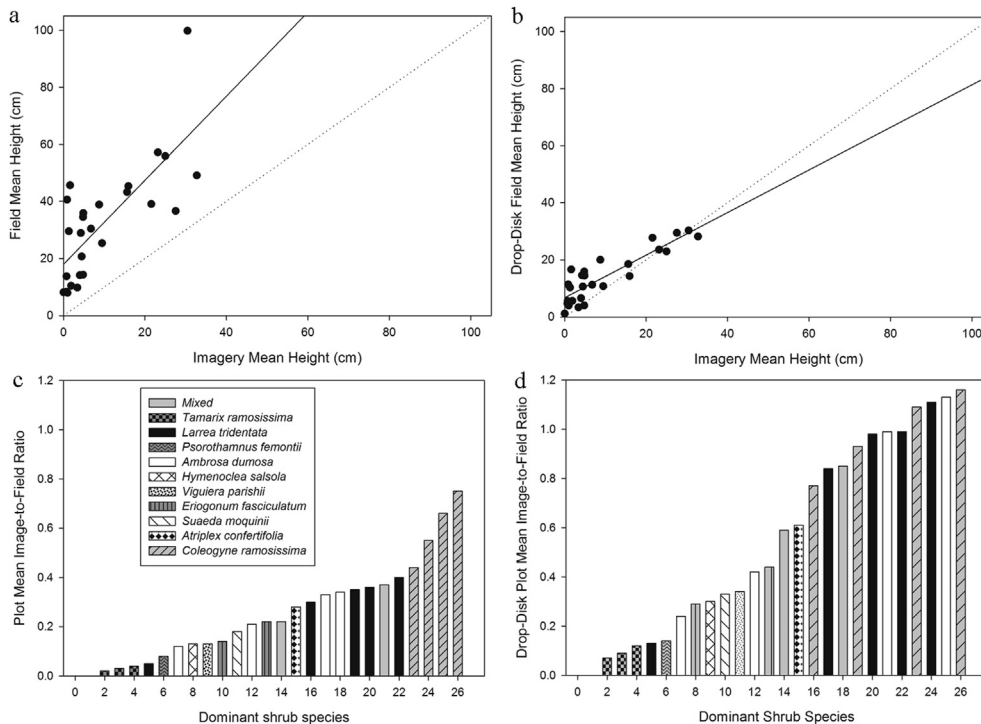 a
Field Mean Height (cm)
100
80
60
40
20
0
0 20 40 60 80 100
Imagery Mean Height (cm)
b
Drop-Disk Field Mean Height (cm)
100
80
60
40
20
0
0 20 40 60 80 100
Imagery Mean Height (cm)
c
Plot Mean Image-to-Field Ratio
1.2
1.0
0.8
0.6
0.4
0.2
0.0
Mixed
Tamarix ramosissima
Larrea tridentata
Psorothamnus femontii
Ambrosa dumosa
Hymenoclea salsola
Viguiera parishii
Eriogonum fasciculatum
Suaeda moquinii
Atriplex confertifolia
Coleogyne ramosissima
0 2 4 6 8 10 12 14 16 18 20 22 24 26
Dominant shrub species
d
Drop-Disk Plot Mean Image-to-Field Ratio
1.2
1.0
0.8
0.6
0.4
0.2
0.0
0 2 4 6 8 10 12 14 16 18 20 22 24 26
Dominant Shrub Species